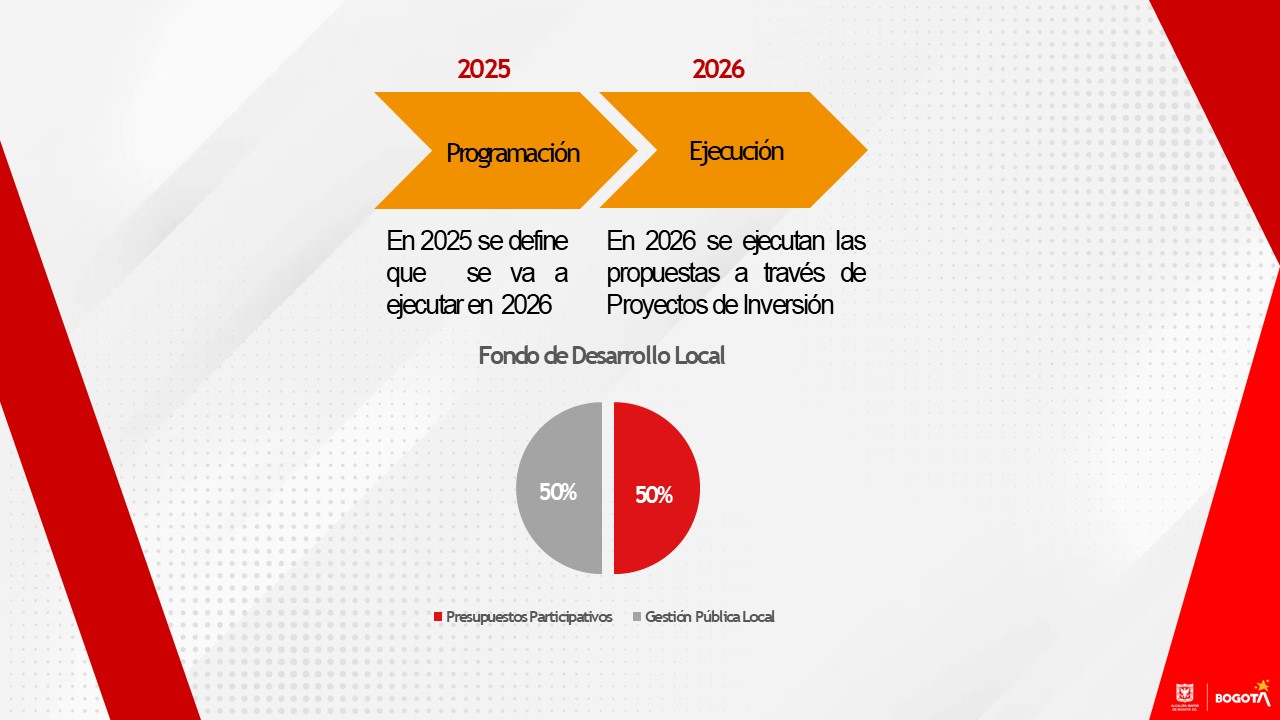 2025
2026
Programación
Ejecución
En 2025 se define
que se va a
ejecutar en 2026
En 2026 se ejecutan las
propuestas a través de
Proyectos de Inversión
Fondo de Desarrollo Local
50%
50%
Presupuestos Participativos
Gestión Pública Local
ALCALDÍA MAYOR
DE BOGOTÁ D.C.
BOGOTÁ